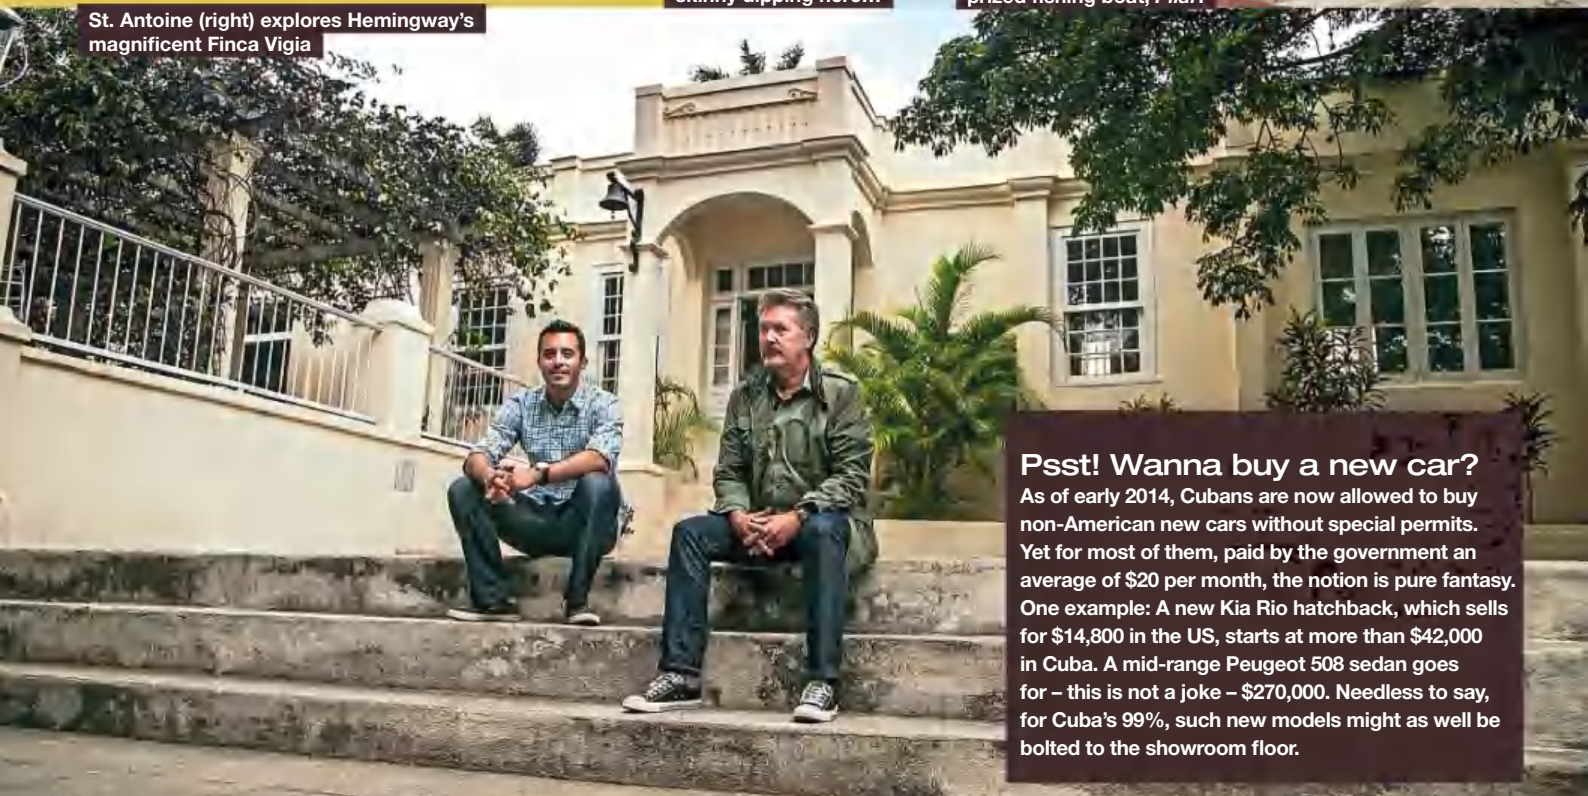 St. Antoine (right) explores Hemingway's
magnificent Finca Vigia
Psst! Wanna buy a new car?
As of early 2014, Cubans are now allowed to buy
non-American new cars without special permits.
Yet for most of them, paid by the government an
average of $20 per month, the notion is pure fantasy.
One example: A new Kia Rio hatchback, which sells
for $14,800 in the US, starts at more than $42,000
in Cuba. A mid-range Peugeot 508 sedan goes
for – this is not a joke – $270,000. Needless to say,
for Cuba's 99%, such new models might as well be
bolted to the showroom floor.